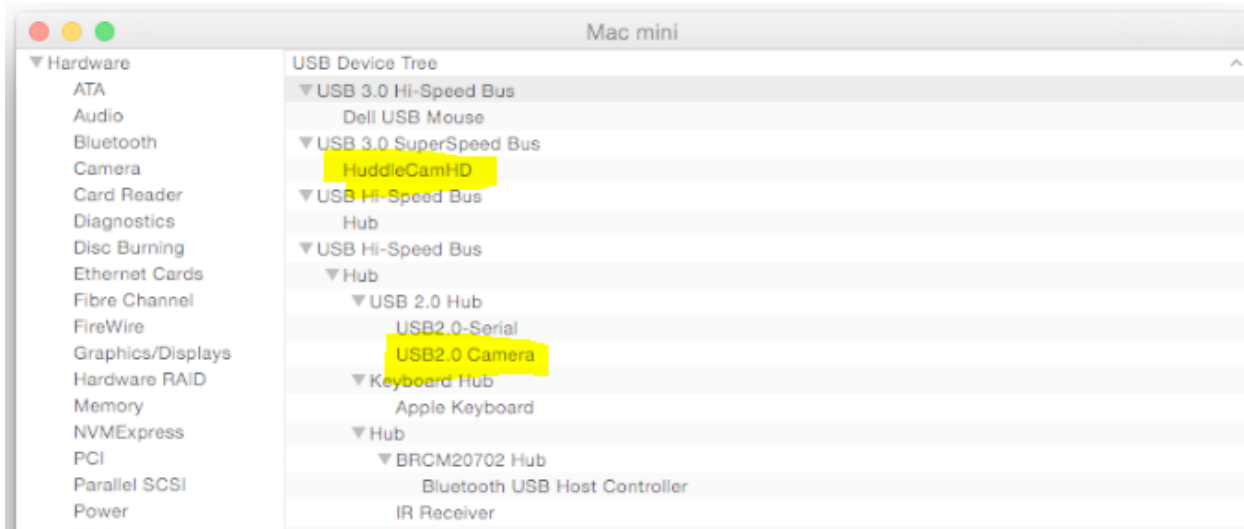 Mac mini
Hardware
ATA
Audio
Bluetooth
Camera
Card Reader
Diagnostics
Disc Burning
Ethernet Cards
Fibre Channel
FireWire
Graphics/Displays
Hardware RAID
Memory
NVMExpress
PCI
Parallel SCSI
Power
USB Device Tree
USB 3.0 Hi-Speed Bus
Dell USB Mouse
USB 3.0 SuperSpeed Bus
HuddleCamHD
USB Hi-Speed Bus
Hub
USB Hi-Speed Bus
Hub
USB 2.0 Hub
USB2.0-Serial
USB2.0 Camera
Keyboard Hub
Apple Keyboard
Hub
BRCM20702 Hub
Bluetooth USB Host Controller
IR Receiver